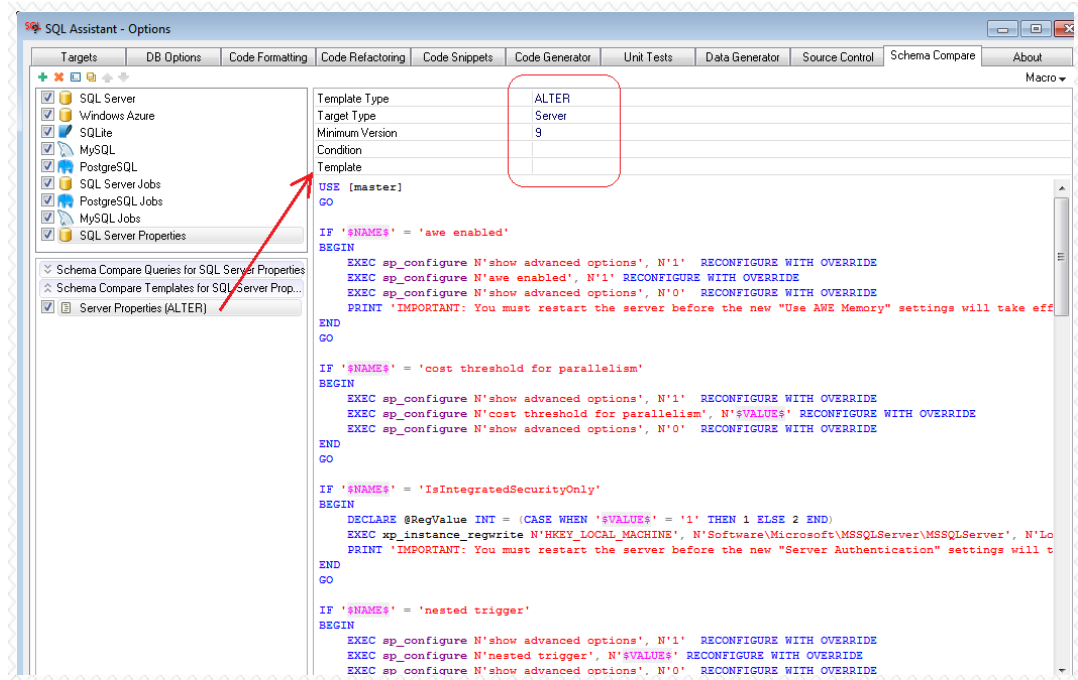 SQL Assistant - Options
Targets DB Options Code Formatting Code Refactoring Code Snippets Code Generator Unit Tests Data Generator Source Control Schema Compare About
Macro
SQL Server
Windows Azure
SQLite
MySQL
PostgreSQL
SQL Server Jobs
PostgreSQL Jobs
MySQL Jobs
SQL Server Properties
Schema Compare Queries for SQL Server Properties
Schema Compare Templates for SQL Server Prop...
Server Properties (ALTER)
Template Type ALTER
Target Type Server
Minimum Version 9
Condition
Template
USE [master]
GO
IF '$NAME$' = 'awe enabled'
BEGIN
EXEC sp_configure N'show advanced options', N'1' RECONFIGURE WITH OVERRIDE
EXEC sp_configure N'awe enabled', N'1' RECONFIGURE WITH OVERRIDE
EXEC sp_configure N'show advanced options', N'0' RECONFIGURE WITH OVERRIDE
PRINT 'IMPORTANT: You must restart the server before the new "Use AWE Memory" settings will take eff
END
GO
IF '$NAME$' = 'cost threshold for parallelism'
BEGIN
EXEC sp_configure N'show advanced options', N'1' RECONFIGURE WITH OVERRIDE
EXEC sp_configure N'cost threshold for parallelism', N'$VALUE$' RECONFIGURE WITH OVERRIDE
EXEC sp_configure N'show advanced options', N'0' RECONFIGURE WITH OVERRIDE
END
GO
IF '$NAME$' = 'IsIntegratedSecurityOnly'
BEGIN
DECLARE @RegValue INT = (CASE WHEN '$VALUE$' = '1' THEN 1 ELSE 2 END)
EXEC xp_instance_regwrite N'HKEY_LOCAL_MACHINE', N'Software\Microsoft\MSSQLServer\MSSQLServer', N'Lo
PRINT 'IMPORTANT: You must restart the server before the new "Server Authentication" settings will t
END
GO
IF '$NAME$' = 'nested trigger'
BEGIN
EXEC sp_configure N'show advanced options', N'1' RECONFIGURE WITH OVERRIDE
EXEC sp_configure N'nested trigger', N'$VALUE$' RECONFIGURE WITH OVERRIDE
EXEC sp_configure N'show advanced options', N'0' RECONFIGURE WITH OVERRIDE